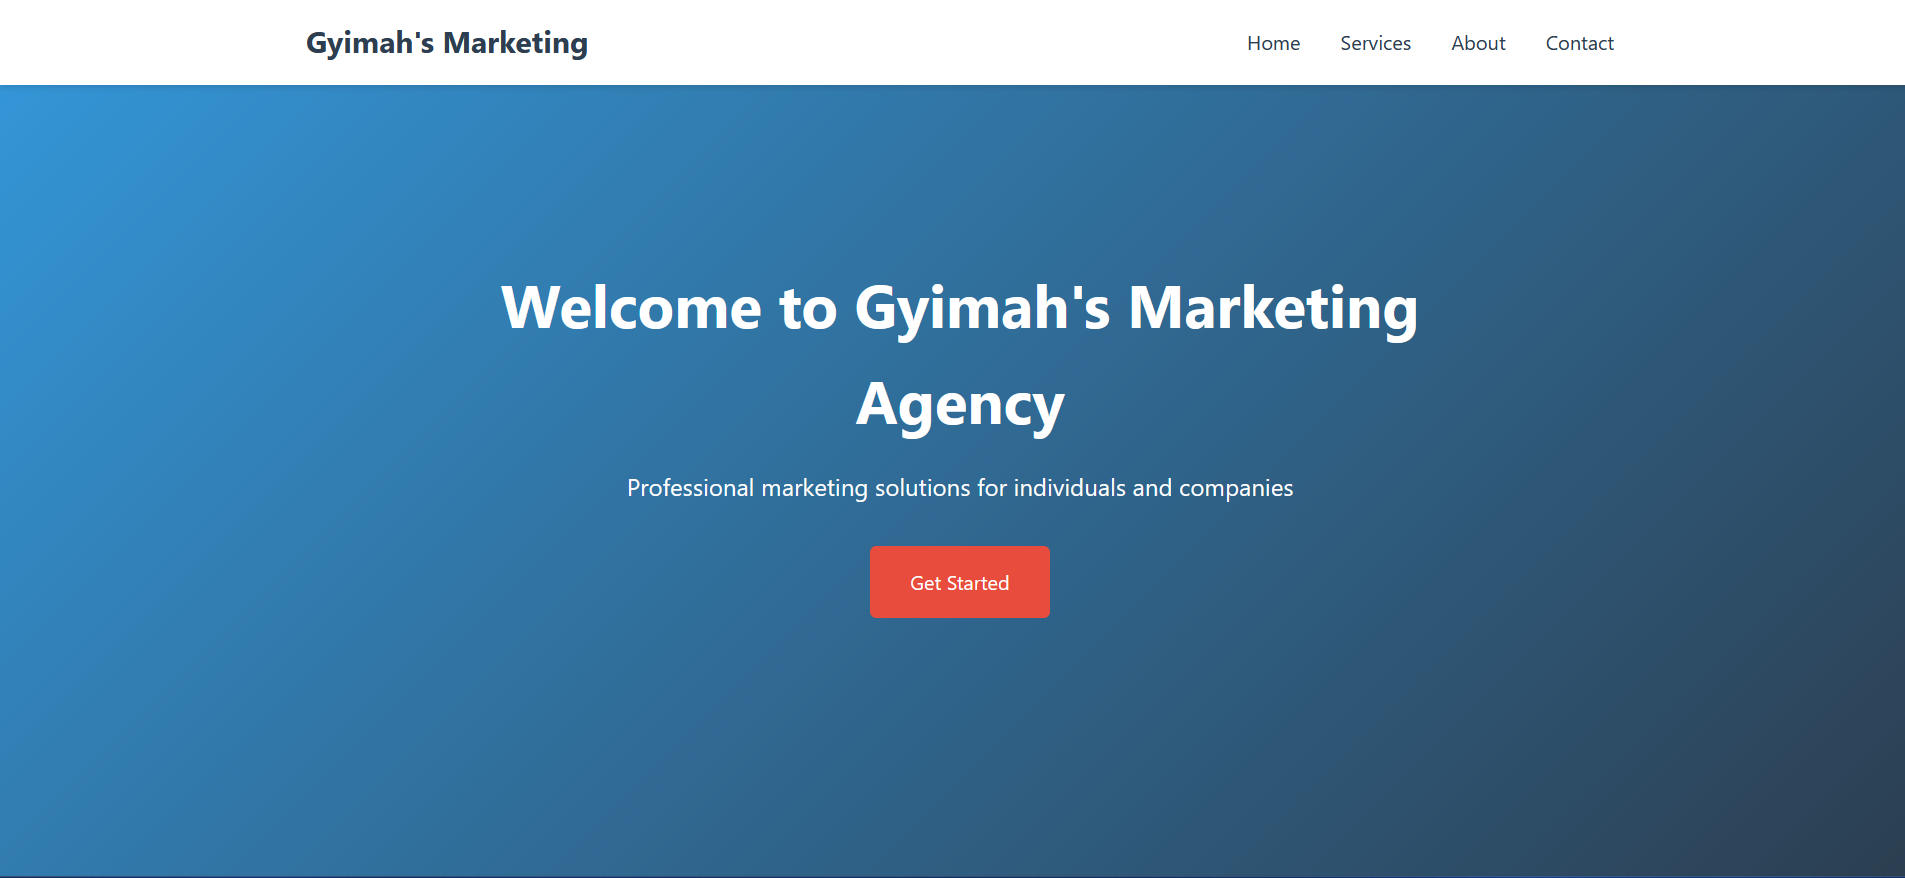 Gyimah's Marketing
Home Services About Contact
Welcome to Gyimah's Marketing
Agency
Professional marketing solutions for individuals and companies
Get Started